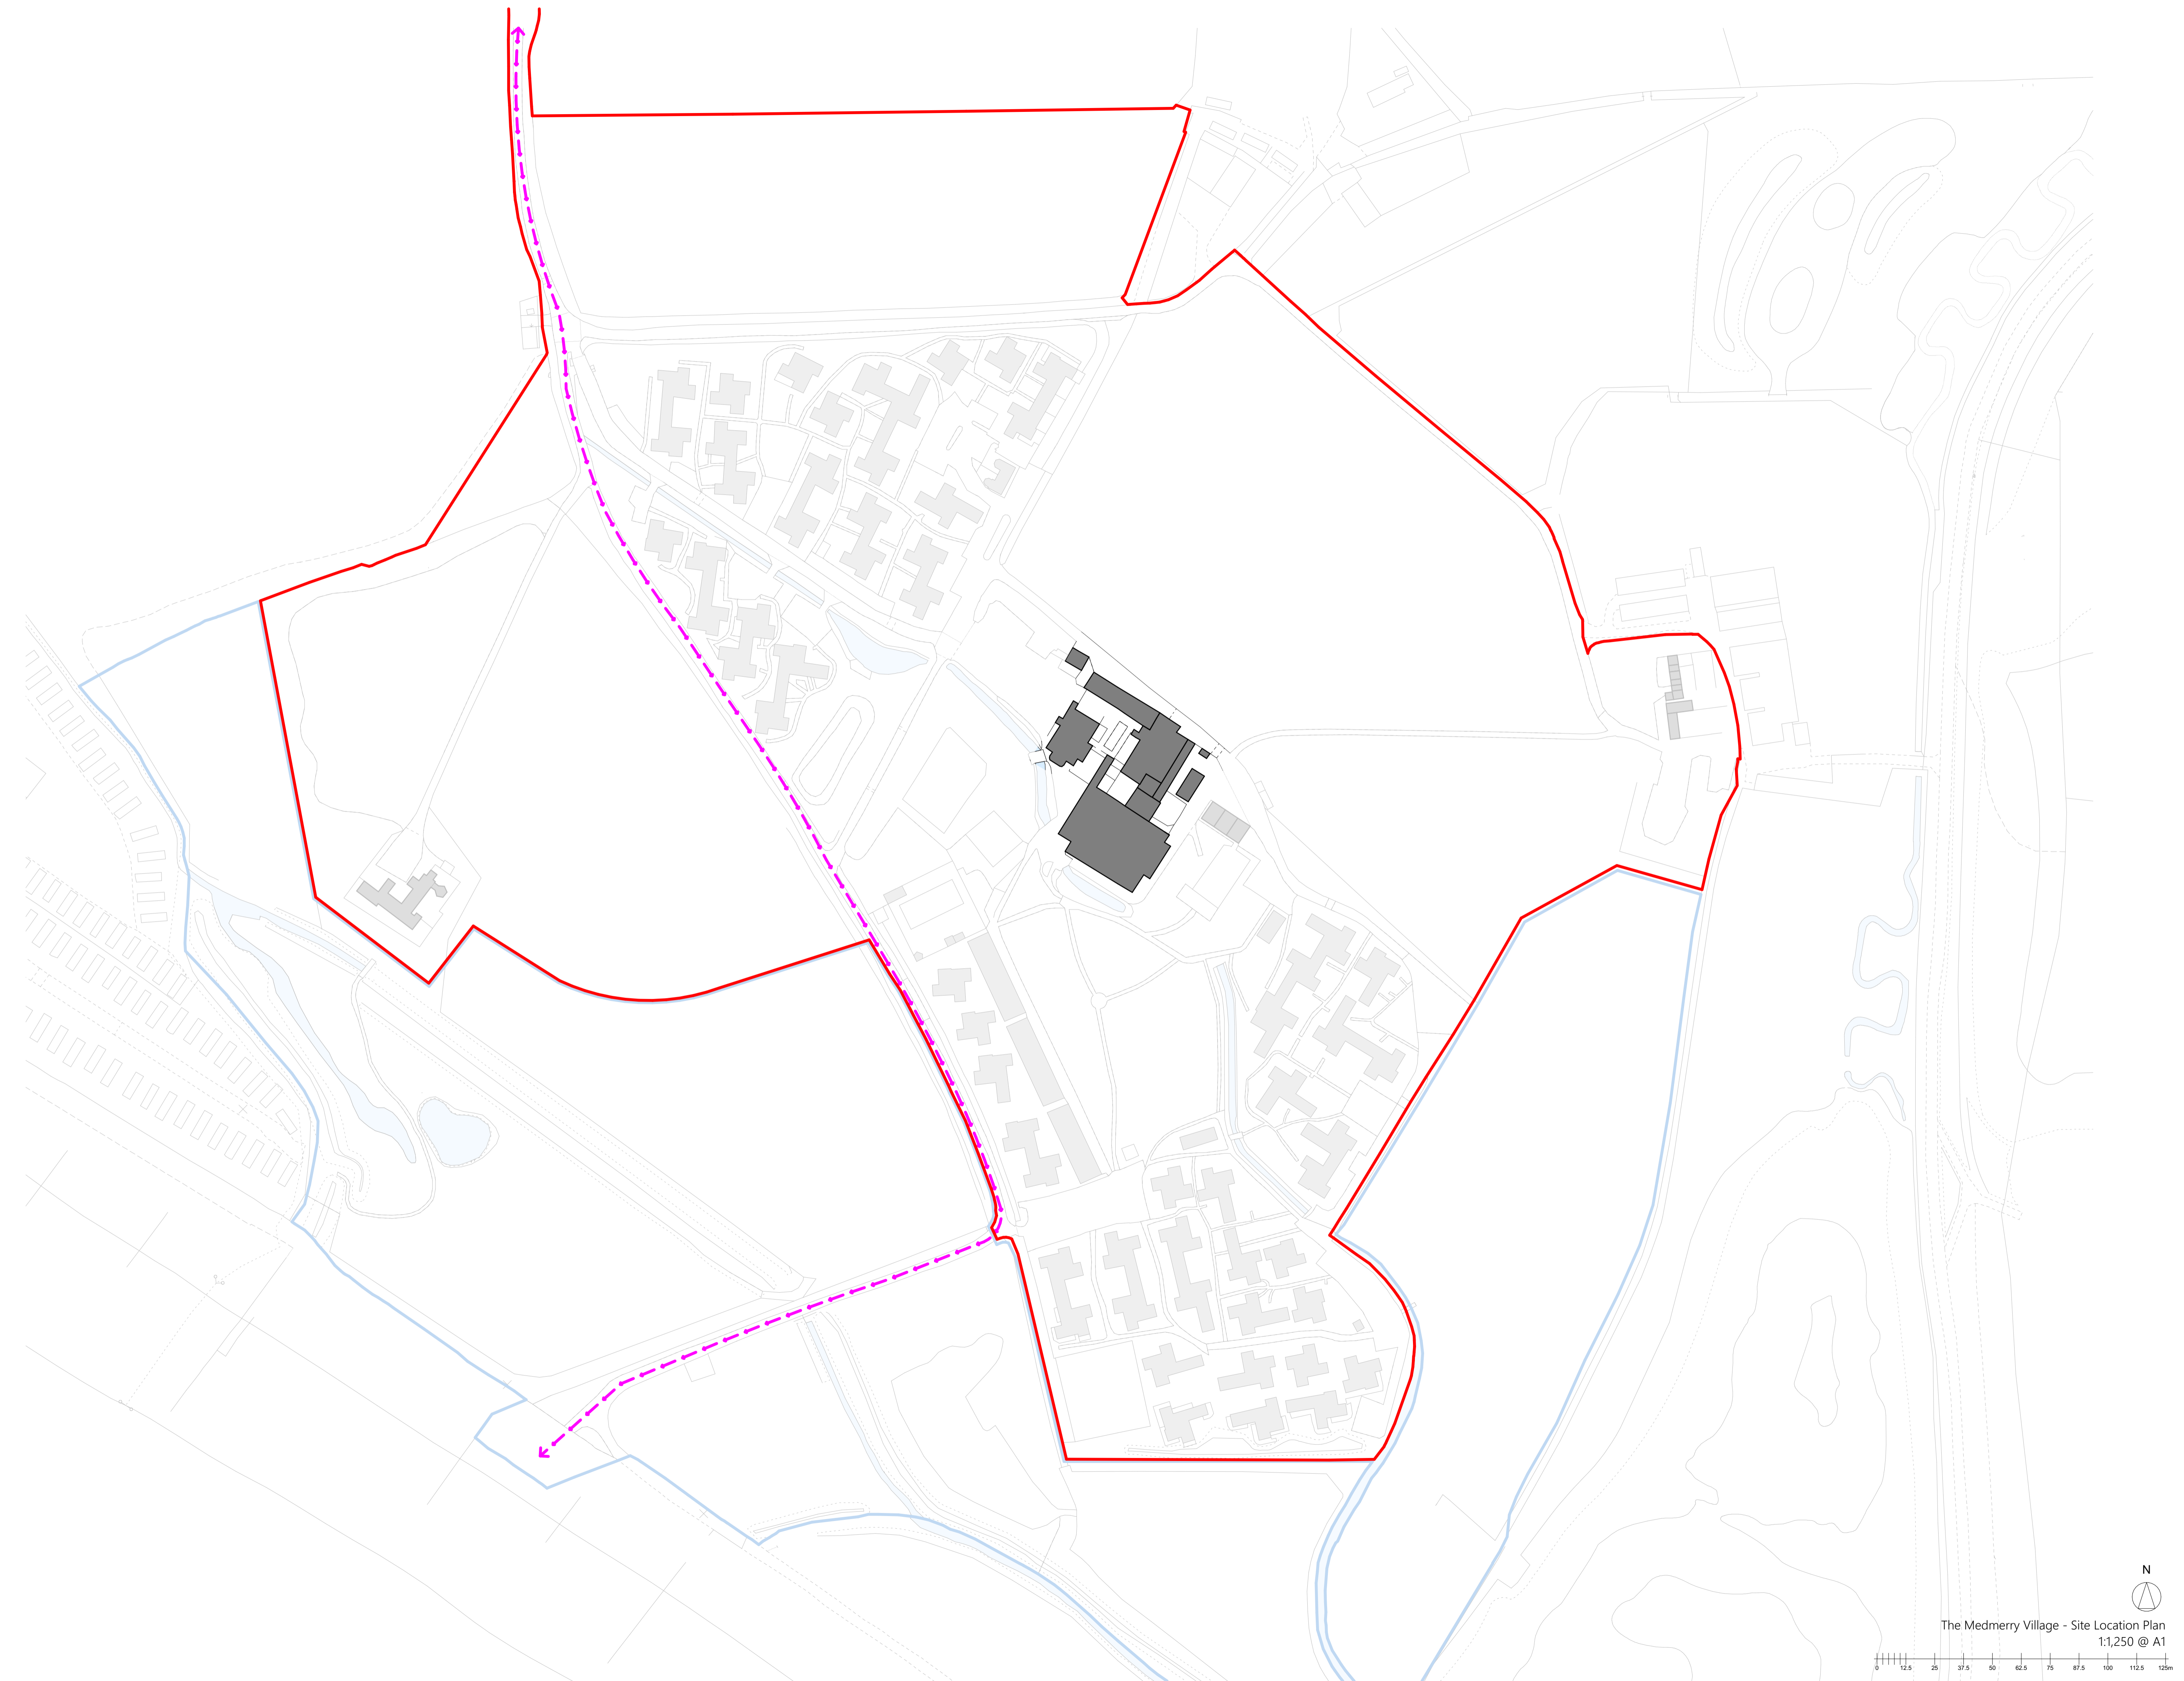 N
The Medmerry Village - Site Location Plan
1:1,250 @ A1
0 12.5 25 37.5 50 62.5 75 87.5 100 112.5 125m